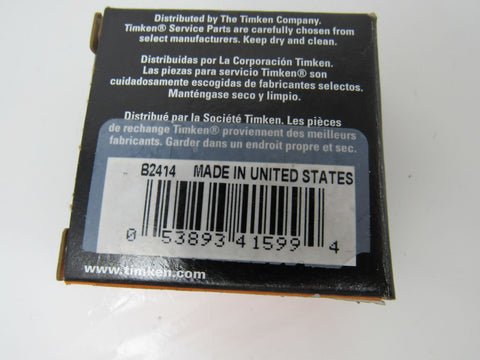 Distributed by The Timken Company.
Timken® Service Parts are carefully chosen from
select manufacturers. Keep dry and clean.
Distribuidas por La Corporación Timken.
Las piezas para servicio Timken® son
cuidadosamente escogidas de fabricantes selectos.
Manténgase seco y limpio.
Distribué par la Société Timken. Les pièces
de rechange Timken® proviennent des meilleurs
fabricants. Garder dans un endroit propre et sec.
B2414 MADE IN UNITED STATES
0 53893 41599 4
www.timken.com